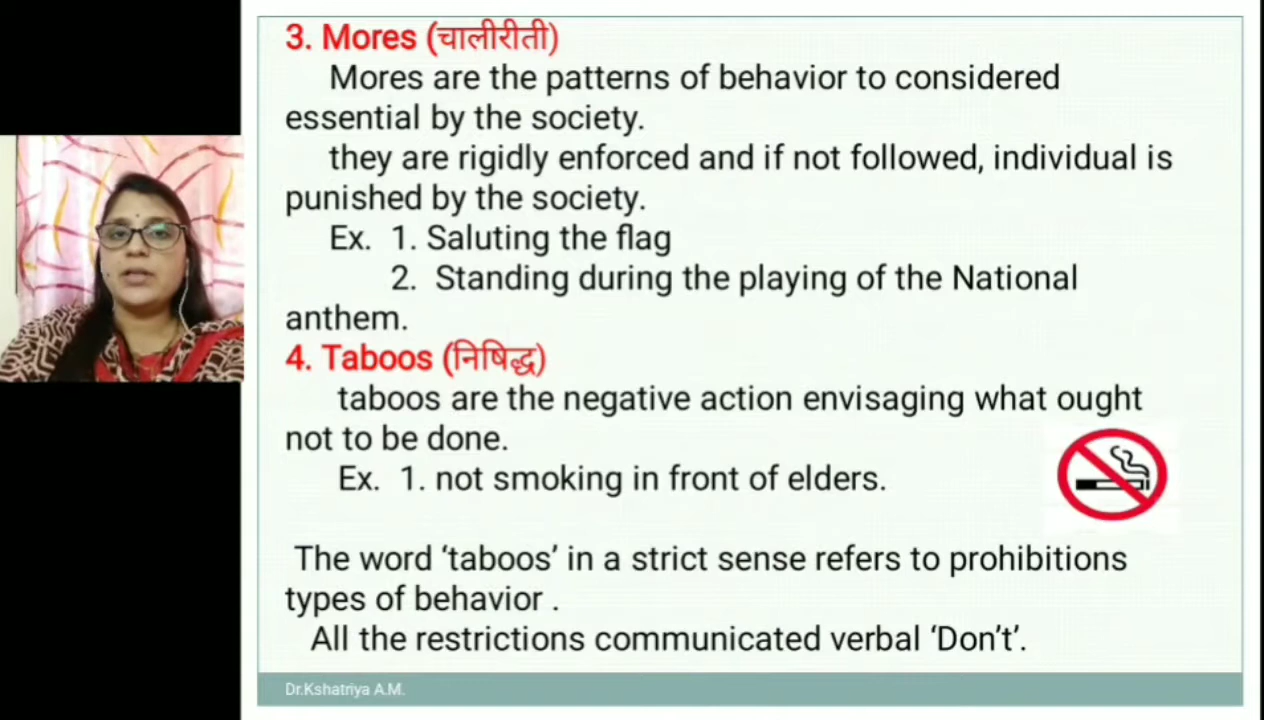 3. Mores (चालीरीती)
Mores are the patterns of behavior to considered
essential by the society.
they are rigidly enforced and if not followed, individual is
punished by the society.
Ex. 1. Saluting the flag
2. Standing during the playing of the National
anthem.
4. Taboos (निषिद्ध)
taboos are the negative action envisaging what ought
not to be done.
Ex. 1. not smoking in front of elders.
The word ‘taboos’ in a strict sense refers to prohibitions
types of behavior .
All the restrictions communicated verbal ‘Don’t’.
Dr.Kshatriya A.M.